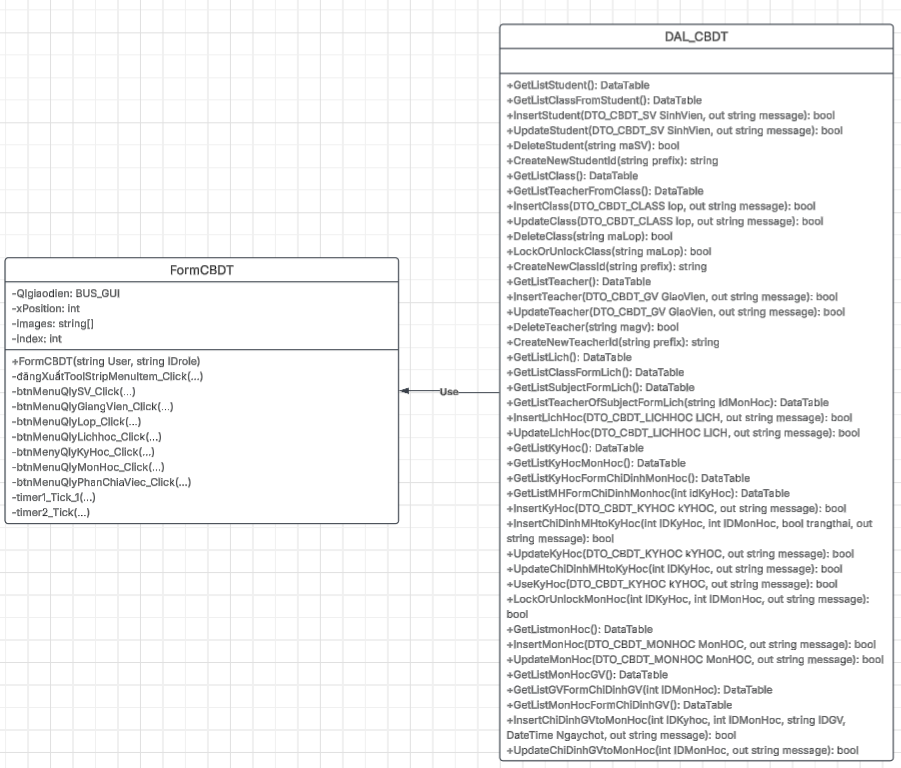 FormCBDT
-Qlgiaodien: BUS_GUI
-xPosition: int
-images: string[]
-index: int
+FormCBDT(string User, string IDrole)
-đăngXuấtToolStripMenuItem_Click(...)
-btnMenuQlySV_Click(...)
-btnMenuQlyGiangVien_Click(...)
-btnMenuQlyLop_Click(...)
-btnMenuQlyLichhoc_Click(...)
-btnMenyQlyKyHoc_Click(...)
-btnMenuQlyMonHoc_Click(...)
-btnMenuQlyPhanChiaViec_Click(...)
-timer1_Tick_1(...)
-timer2_Tick(...)
Use
DAL_CBDT
+GetListStudent(): DataTable
+GetListClassFromStudent(): DataTable
+InsertStudent(DTO_CBDT_SV SinhVien, out string message): bool
+UpdateStudent(DTO_CBDT_SV SinhVien, out string message): bool
+DeleteStudent(string maSV): bool
+CreateNewStudentId(string prefix): string
+GetListClass(): DataTable
+GetListTeacherFromClass(): DataTable
+InsertClass(DTO_CBDT_CLASS lop, out string message): bool
+UpdateClass(DTO_CBDT_CLASS lop, out string message): bool
+DeleteClass(string maLop): bool
+LockOrUnlockClass(string maLop): bool
+CreateNewClassId(string prefix): string
+GetListTeacher(): DataTable
+InsertTeacher(DTO_CBDT_GV GiaoVien, out string message): bool
+UpdateTeacher(DTO_CBDT_GV GiaoVien, out string message): bool
+DeleteTeacher(string magv): bool
+CreateNewTeacherId(string prefix): string
+GetListLich(): DataTable
+GetListClassFormLich(): DataTable
+GetListSubjectFormLich(): DataTable
+GetListTeacherOfSubjectFormLich(string idMonHoc): DataTable
+InsertLichHoc(DTO_CBDT_LICHHOC LICH, out string message): bool
+UpdateLichHoc(DTO_CBDT_LICHHOC LICH, out string message): bool
+GetListKyHoc(): DataTable
+GetListKyHocMonHoc(): DataTable
+GetListKyHocFormChiDinhMonHoc(): DataTable
+GetListMHFormChiDinhMonhoc(int idKyHoc): DataTable
+InsertKyHoc(DTO_CBDT_KYHOC kYHOC, out string message): bool
+InsertChiDinhMHtoKyHoc(int IDKyHoc, int IDMonHoc, bool trangthai, out
string message): bool
+UpdateKyHoc(DTO_CBDT_KYHOC kYHOC, out string message): bool
+UpdateChiDinhMHtoKyHoc(int IDKyHoc, out string message): bool
+UseKyHoc(DTO_CBDT_KYHOC kYHOC, out string message): bool
+LockOrUnlockMonHoc(int IDKyHoc, int IDMonHoc, out string message):
bool
+GetListmonHoc(): DataTable
+InsertMonHoc(DTO_CBDT_MONHOC MonHOC, out string message): bool
+UpdateMonHoc(DTO_CBDT_MONHOC MonHOC, out string message): bool
+GetListMonHocGV(): DataTable
+GetListGVFormChiDinhGV(int IDMonHoc): DataTable
+GetListMonHocFormChiDinhGV(): DataTable
+InsertChiDinhGVtoMonHoc(int IDKyhoc, int IDMonHoc, string IDGV,
DateTime Ngaychot, out string message): bool
+UpdateChiDinhGVtoMonHoc(int IDMonHoc, out string message): bool